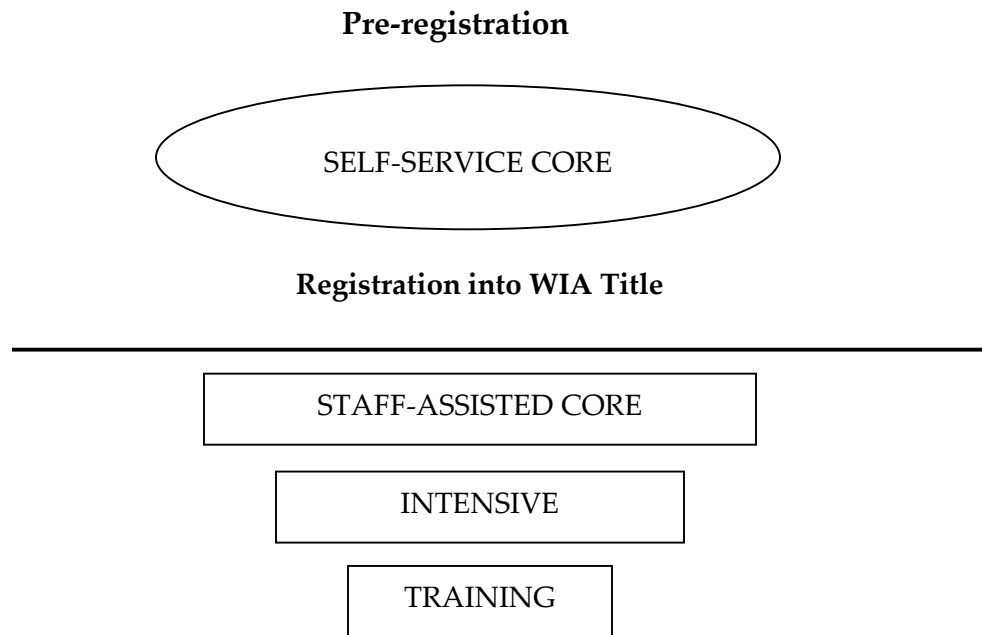 Pre-registration
SELF-SERVICE CORE
Registration into WIA Title
STAFF-ASSISTED CORE
INTENSIVE
TRAINING